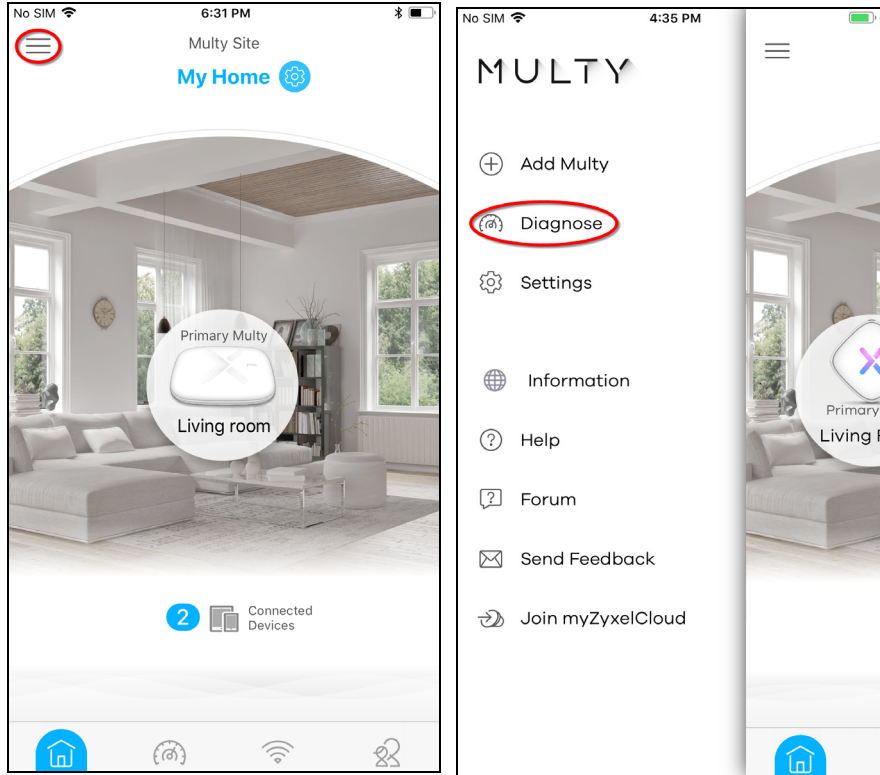 No SIM
6:31 PM
Multy Site
My Home
Primary Multy
Living room
2
Connected
Devices
No SIM
4:35 PM
MULTY
Add Multy
Diagnose
Settings
Information
Help
Forum
Send Feedback
Join myZyxelCloud
Primary
Living